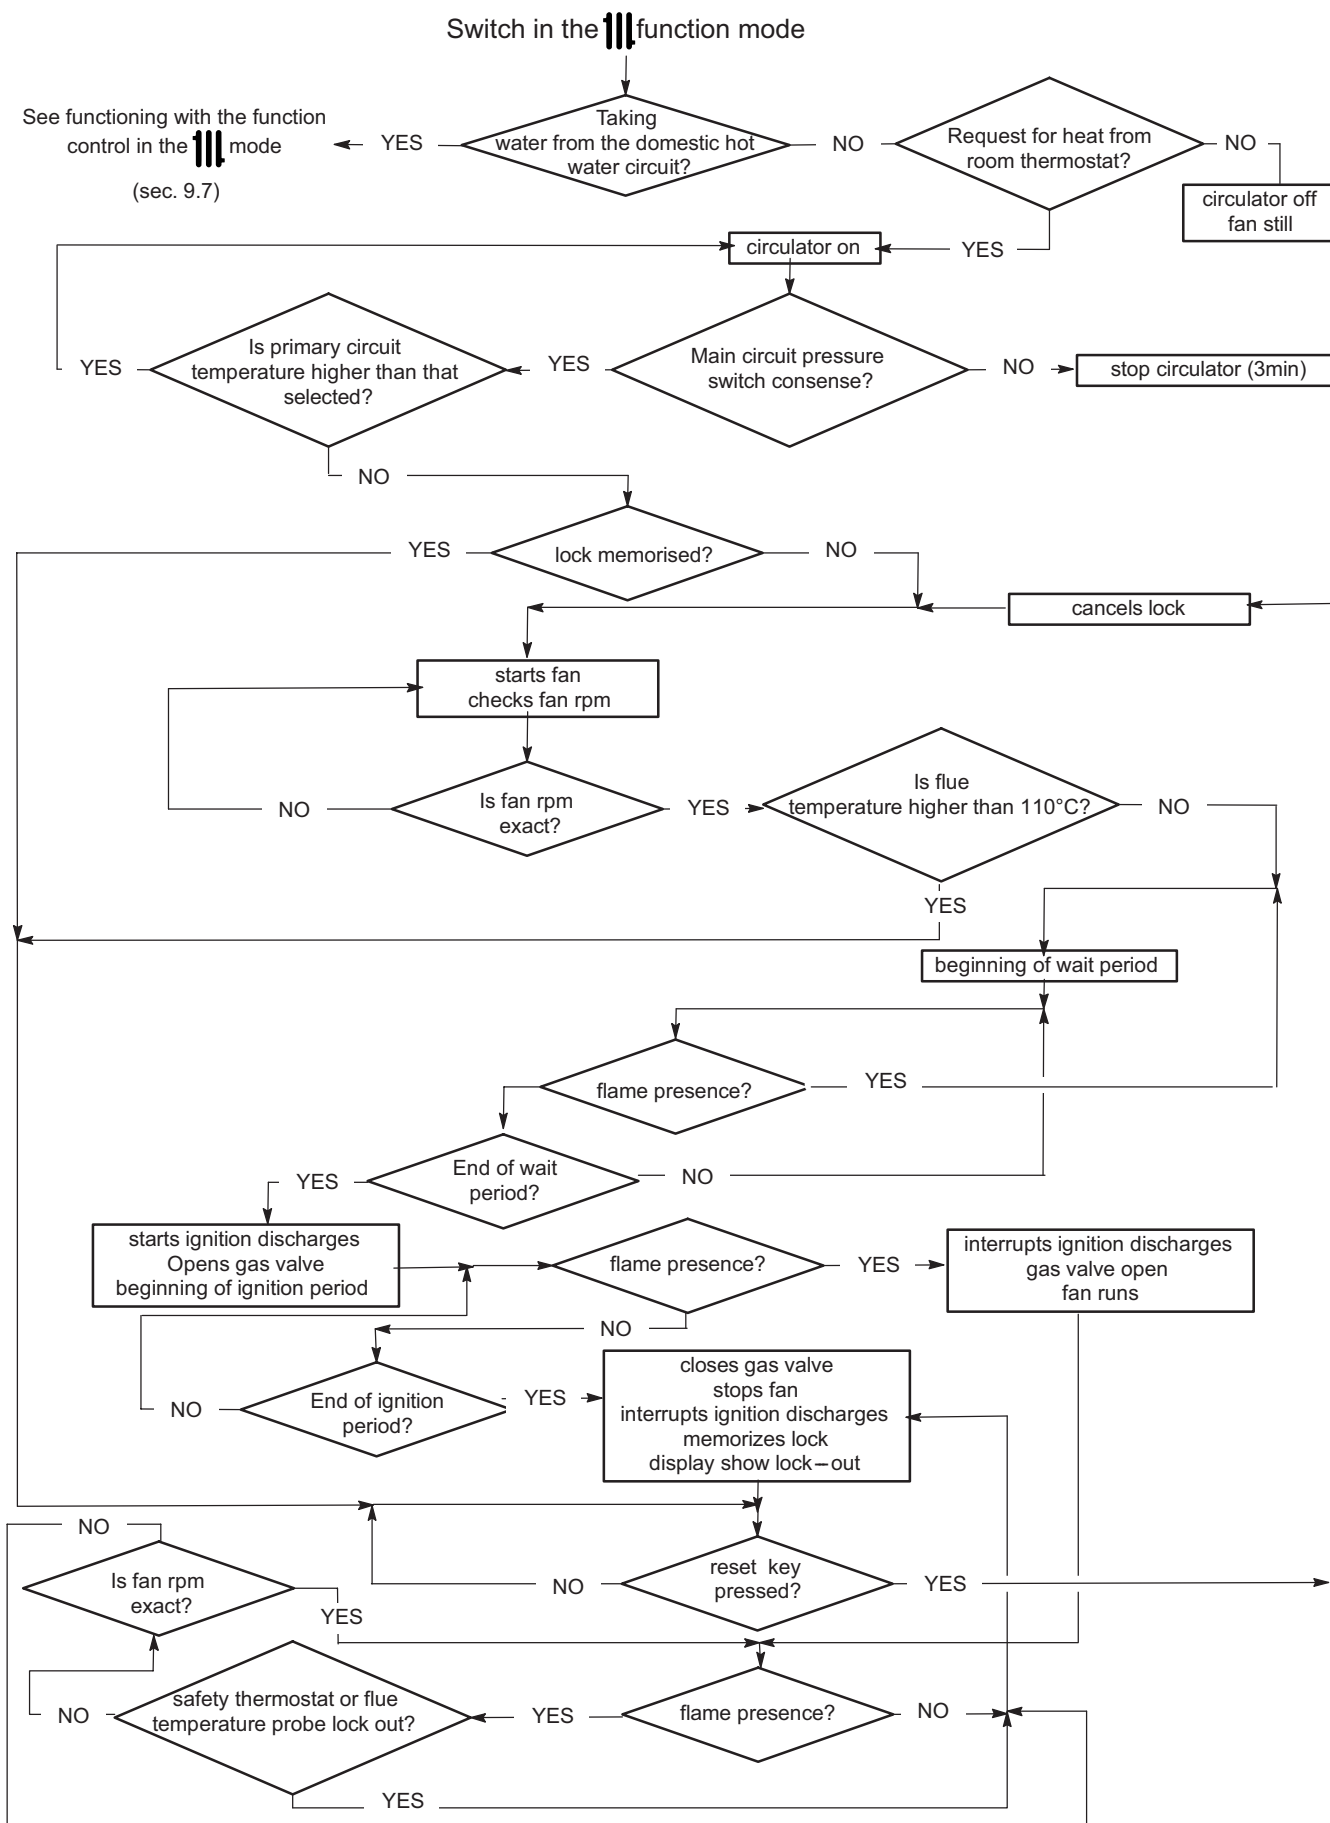 Switch in the function mode
See functioning with the function
control in the mode
(sec. 9.7)
YES
Taking
water from the domestic hot
water circuit?
NO
Request for heat from
room thermostat?
NO
circulator off
fan still
circulator on
YES
YES
Is primary circuit
temperature higher than that
selected?
YES
Main circuit pressure
switch consense?
NO
stop circulator (3min)
NO
YES
lock memorised?
NO
cancels lock
starts fan
checks fan rpm
NO
Is fan rpm
exact?
YES
Is flue
temperature higher than 110°C?
NO
YES
beginning of wait period
flame presence?
YES
End of wait
period?
YES
NO
starts ignition discharges
Opens gas valve
beginning of ignition period
flame presence?
YES
interrupts ignition discharges
gas valve open
fan runs
NO
NO
End of ignition
period?
YES
closes gas valve
stops fan
interrupts ignition discharges
memorizes lock
display show lock–out
NO
Is fan rpm
exact?
YES
NO
reset key
pressed?
YES
NO
safety thermostat or flue
temperature probe lock out?
YES
flame presence?
NO
YES